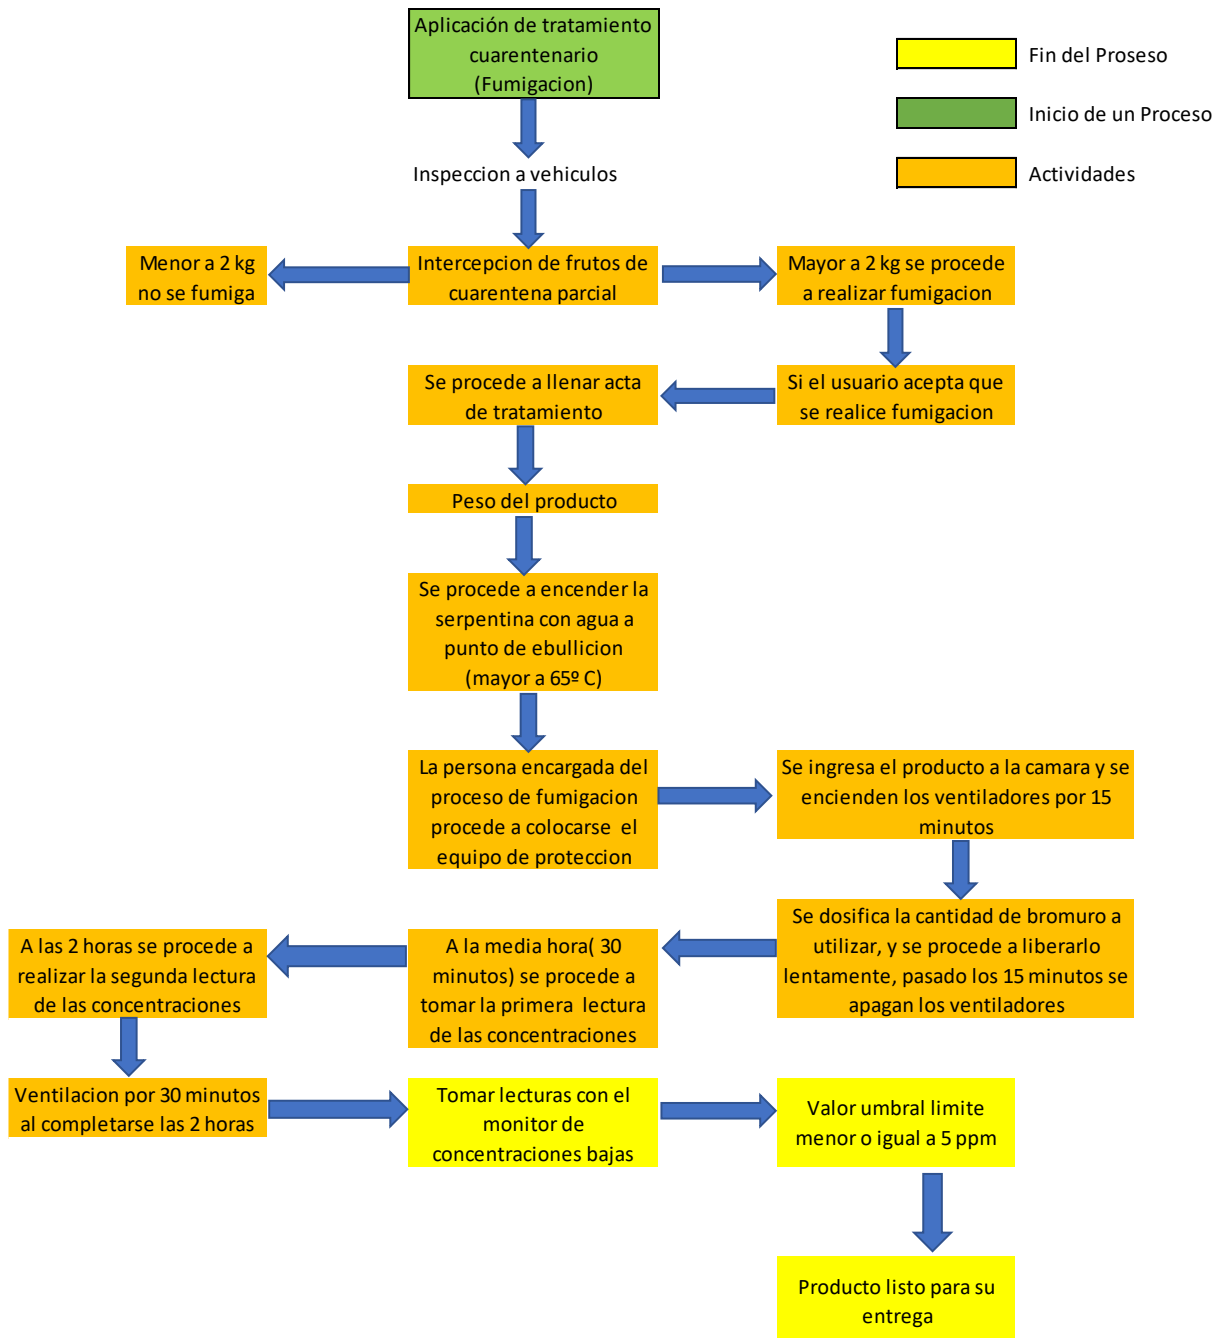 Aplicación de tratamiento
cuarentenario
(Fumigacion)
Fin del Proseso
Inicio de un Proceso
Actividades
Inspeccion a vehiculos
Menor a 2 kg
no se fumiga
Intercepcion de frutos de
cuarentena parcial
Mayor a 2 kg se procede
a realizar fumigacion
Se procede a llenar acta
de tratamiento
Si el usuario acepta que
se realice fumigacion
Peso del producto
Se procede a encender la
serpentina con agua a
punto de ebullicion
(mayor a 65º C)
La persona encargada del
proceso de fumigacion
procede a colocarse el
equipo de proteccion
Se ingresa el producto a la camara y se
encienden los ventiladores por 15
minutos
Se dosifica la cantidad de bromuro a
utilizar, y se procede a liberarlo
lentamente, pasado los 15 minutos se
apagan los ventiladores
A la media hora( 30
minutos) se procede a
tomar la primera lectura
de las concentraciones
A las 2 horas se procede a
realizar la segunda lectura
de las concentraciones
Ventilacion por 30 minutos
al completarse las 2 horas
Tomar lecturas con el
monitor de
concentraciones bajas
Valor umbral limite
menor o igual a 5 ppm
Producto listo para su
entrega